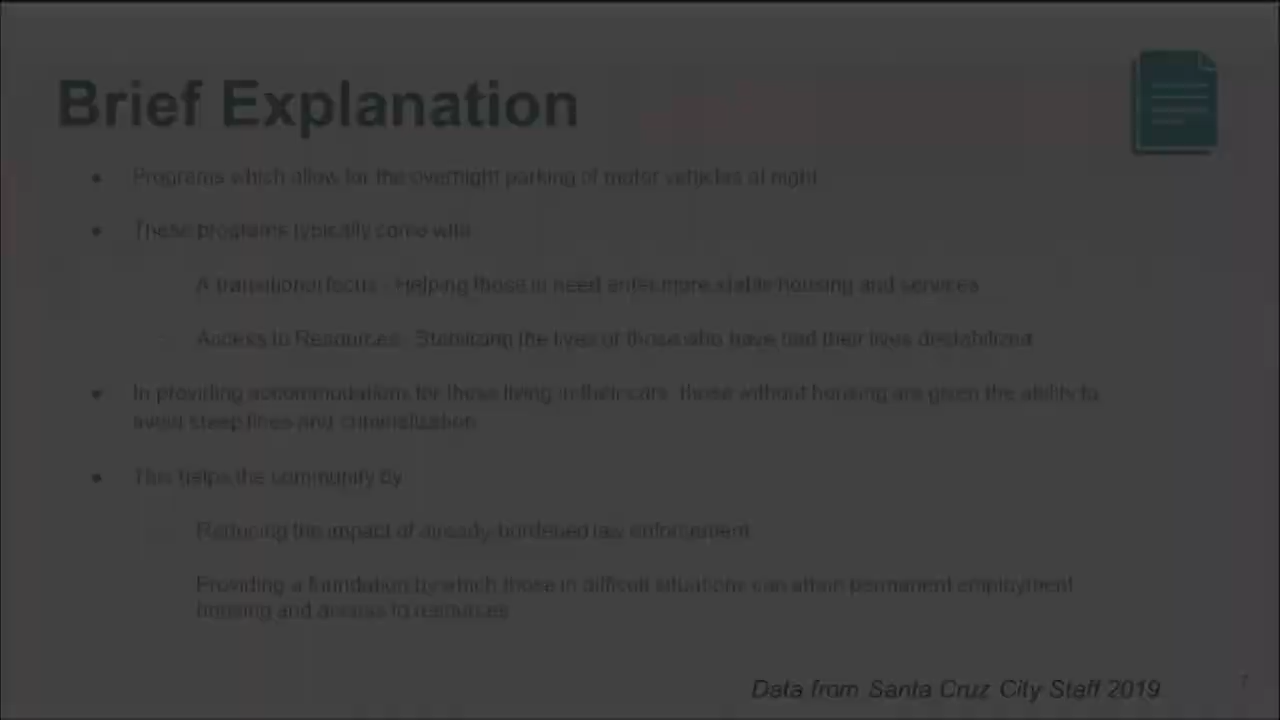 Brief Explanation
• Programs which allow for the overnight parking of motor vehicles at night
• These programs typically come with
A transitional focus - Helping those in need enter more stable housing and services
Access to Resources - Stabilizing the lives of those who have had their lives destabilized
• In providing accommodations for those living in their cars, those without housing are given the ability to
avoid steep fines and criminalization
• This helps the community by
Reducing the impact of already-burdened law enforcement
Providing a foundation by which those in difficult situations can attain permanent employment
housing and access to resources
Data from Santa Cruz City Staff 2019